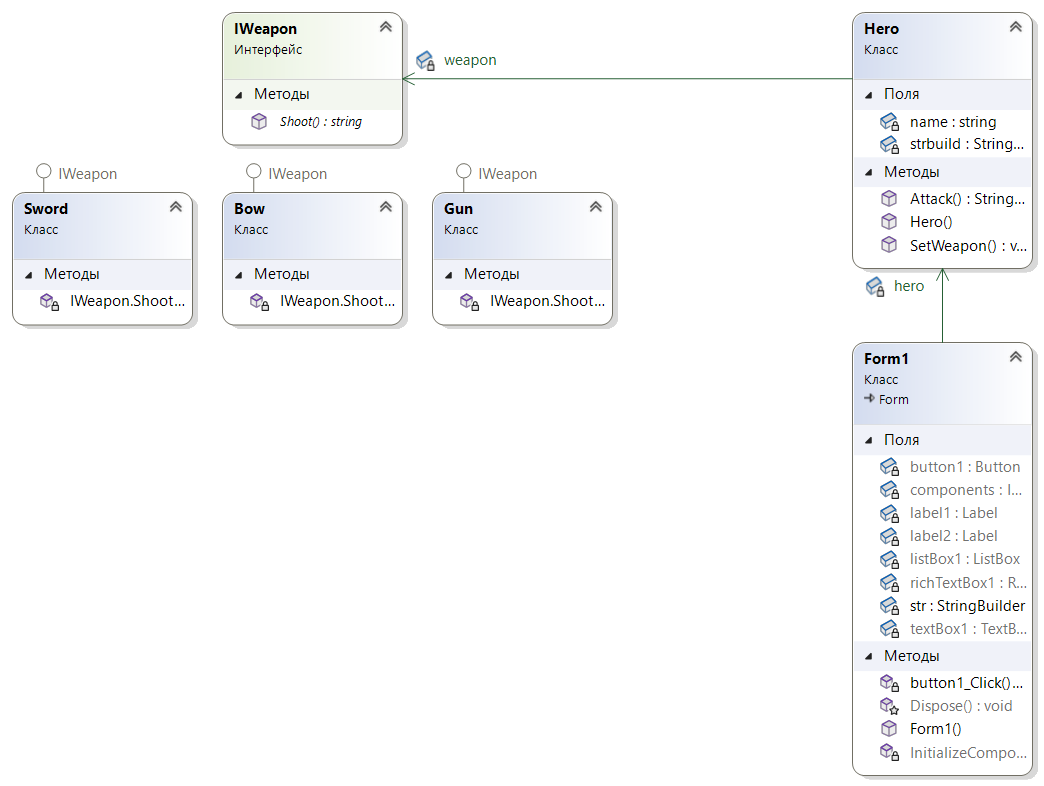 IWeapon
Интерфейс
Методы
Shoot() : string
weapon
Hero
Класс
Поля
name : string
strbuild : String...
Методы
Attack() : String...
Hero()
SetWeapon() : v...
IWeapon
Sword
Класс
Методы
IWeapon.Shoot...
IWeapon
Bow
Класс
Методы
IWeapon.Shoot...
IWeapon
Gun
Класс
Методы
IWeapon.Shoot...
hero
Form1
Класс
Form
Поля
button1 : Button
components : I...
label1 : Label
label2 : Label
listBox1 : ListBox
richTextBox1 : R...
str : StringBuilder
textBox1 : TextB...
Методы
button1_Click()...
Dispose() : void
Form1()
InitializeCompo...